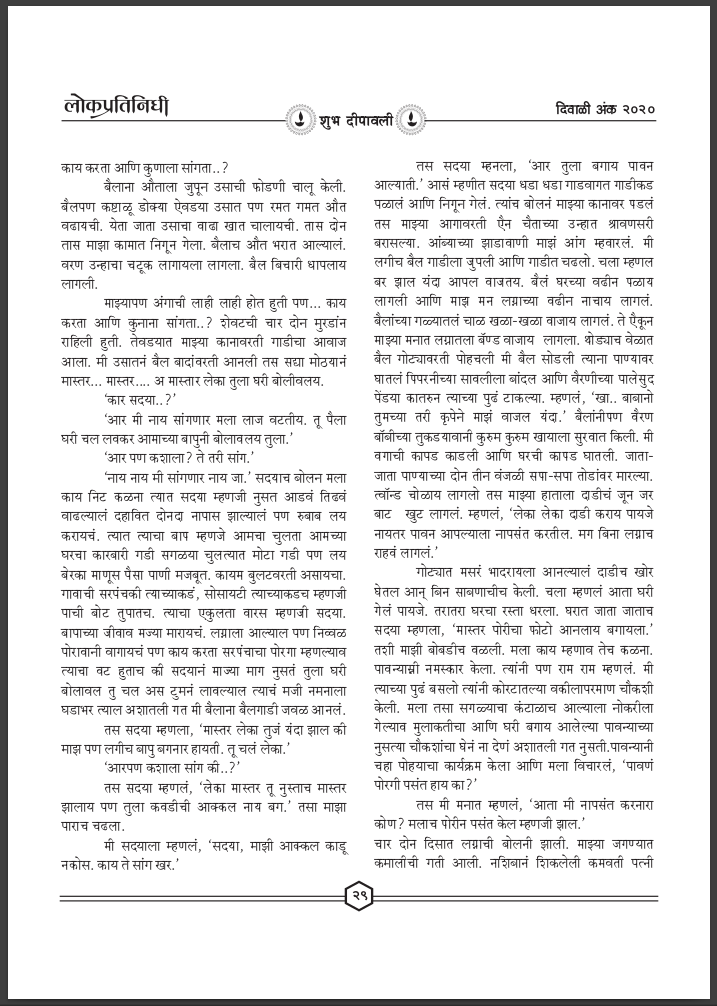 लोकप्रतिनिधी
शुभ दीपावली
दिवाळी अंक २०२०
काय करता आणि कुणाला सांगता..?
बैलाना औताला जुपून उसाची फोडणी चालू केली.
बैलपण कष्टाळू डोक्या ऐवडया उसात पण रमत गमत औत
वढायची. येता जाता उसाचा वाढा खात चालायची. तास दोन
तास माझा कामात निगून गेला. बैलाच औत भरात आल्यालं.
वरण उन्हाचा चटूक लागायला लागला. बैल बिचारी धापलाय
लागली.
माझ्यापण अंगाची लाही लाही होत हुती पण... काय
करता आणि कुनाना सांगता..? शेवटची चार दोन मुरडांन
राहिली हुती. तेवडयात माझ्या कानावरती गाडीचा आवाज
आला. मी उसातनं बैल बादांवरती आनली तस सद्या मोठयानं
मास्तर... मास्तर.... अ मास्तार लेका तुला घरी बोलीवलय.
‘कार सदया..?’
‘आर मी नाय सांगणार मला लाज वटतीय. तू पैला
घरी चल लवकर आमाच्या बापुनी बोलावलय तुला.’
‘आर पण कशाला? ते तरी सांग.’
‘नाय नाय मी सांगणार नाय जा.’ सदयाच बोलन मला
काय निट कळना त्यात सदया म्हणजी नुसत आडवं तिढवं
वाढल्यालं दहावित दोनदा नापास झाल्यालं पण रुबाब लय
करायचं. त्यात त्याचा बाप म्हणजे आमचा चुलता आमच्या
घरचा कारबारी गडी सगळया चुलत्यात मोटा गडी पण लय
बेरका माणूस पैसा पाणी मजबूत. कायम बुलटवरती असायचा.
गावाची सरपंचकी त्याच्याकडं, सोसायटी त्याच्याकडच म्हणजी
पाची बोट तुपातच. त्याचा एकुलता वारस म्हणजी सदया.
बापाच्या जीवाव मज्या मारायचं. लग्नाला आल्याल पण निव्वळ
पोरावानी वागायचं पण काय करता सरपंचाचा पोरगा म्हणल्याव
त्याचा वट हुताच की सदयानं माज्या माग नुसतं तुला घरी
बोलावल तु चल अस टुमनं लावल्याल त्याचं मजी नमनाला
घडाभर त्याल अशातली गत मी बैलाना बैलगाडी जवळ आनलं.
तस सदया म्हणला, ‘मास्तर लेका तुजं यंदा झाल की
माझ पण लगीच बापु बगनार हायती. तू चलं लेका.’
‘आरपण कशाला सांग की..?’
तस सदया म्हणलं, ‘लेका मास्तर तू नुस्ताच मास्तर
झालाय पण तुला कवडीची आक्कल नाय बग.’ तसा माझा
पाराच चढला.
मी सदयाला म्हणलं, ‘सदया, माझी आक्कल काडू
नकोस. काय ते सांग खर.’
तस सदया म्हनला, ‘आर तुला बगाय पावन
आल्याती.’ आसं म्हणीत सदया धडा धडा गाडवागत गाडीकड
पळालं आणि निगून गेलं. त्यांच बोलनं माझ्या कानावर पडलं
तस माझ्या आगावरती ऐन चैताच्या उन्हात श्रावणसरी
बरासल्या. आंब्याच्या झाडावाणी माझं आंग म्हवारलं. मी
लगीच बैल गाडीला जुपली आणि गाडीत चढलो. चला म्हणल
बर झाल यंदा आपल वाजतय. बैलं घरच्या वढीन पळाय
लागली आणि माझ मन लग्नाच्या वढीन नाचाय लागलं.
बैलांच्या गळ्यातलं चाळ खळा-खळा वाजाय लागलं. ते ऐकून
माझ्या मनात लग्नातला बॅण्ड वाजाय लागला. थोड्याच वेळात
बैल गोट्यावरती पोहचली मी बैल सोडली त्याना पाण्यावर
घातलं पिपरनीच्या सावलीला बांदल आणि वैरणीच्या पालेसुद
पेंडया कातरुन त्याच्या पुढं टाकल्या. म्हणलं, ‘खा.. बाबानो
तुमच्या तरी कृपेने माझं वाजल यंदा.’ बैलांनीपण वैरण
बॉबीच्या तुकडयावानी कुरुम कुरुम खायाला सुरवात किली. मी
वगाची कापड काडली आणि घरची कापड घातली. जाता-
जाता पाण्याच्या दोन तीन वंजळी सपा-सपा तोडांवर मारल्या.
त्वॉन्ड चोळाय लागलो तस माझ्या हाताला दाडीचं जून जर
बाट खुट लागलं. म्हणलं, ‘लेका लेका दाडी कराय पायजे
नायतर पावन आपल्याला नापसंत करतील. मग बिना लग्नाच
राहवं लागलं.’
गोट्यात मसरं भादरायला आनल्यालं दाडीच खोर
घेतल आन् बिन साबणाचीच केली. चला म्हणलं आता घरी
गेलं पायजे. तरातरा घरचा रस्ता धरला. घरात जाता जाताच
सदया म्हणला, ‘मास्तर पोरीचा फोटो आनलाय बगायला.’
तशी माझी बोबडीच वळली. मला काय म्हणाव तेच कळना.
पावन्यास्नी नमस्कार केला. त्यांनी पण राम राम म्हणलं. मी
त्याच्या पुढं बसलो त्यांनी कोरटातल्या वकीलापरमाण चौकशी
केली. मला तसा सगळ्याचा कंटाळाच आल्याला नोकरीला
गेल्याव मुलाकतीचा आणि घरी बगाय आलेल्या पावन्याच्या
नुसत्या चौकशांचा घेनं ना देणं अशातली गत नुसती.पावन्यानी
चहा पोहयाचा कार्यक्रम केला आणि मला विचारलं, ‘पावणं
पोरगी पसंत हाय का?’
तस मी मनात म्हणलं, ‘आता मी नापसंत करनारा
कोण? मलाच पोरीन पसंत केल म्हणजी झाल.’
चार दोन दिसात लग्नाची बोलनी झाली. माझ्या जगण्यात
कमालीची गती आली. नशिबानं शिकलेली कमवती पत्नी
२९